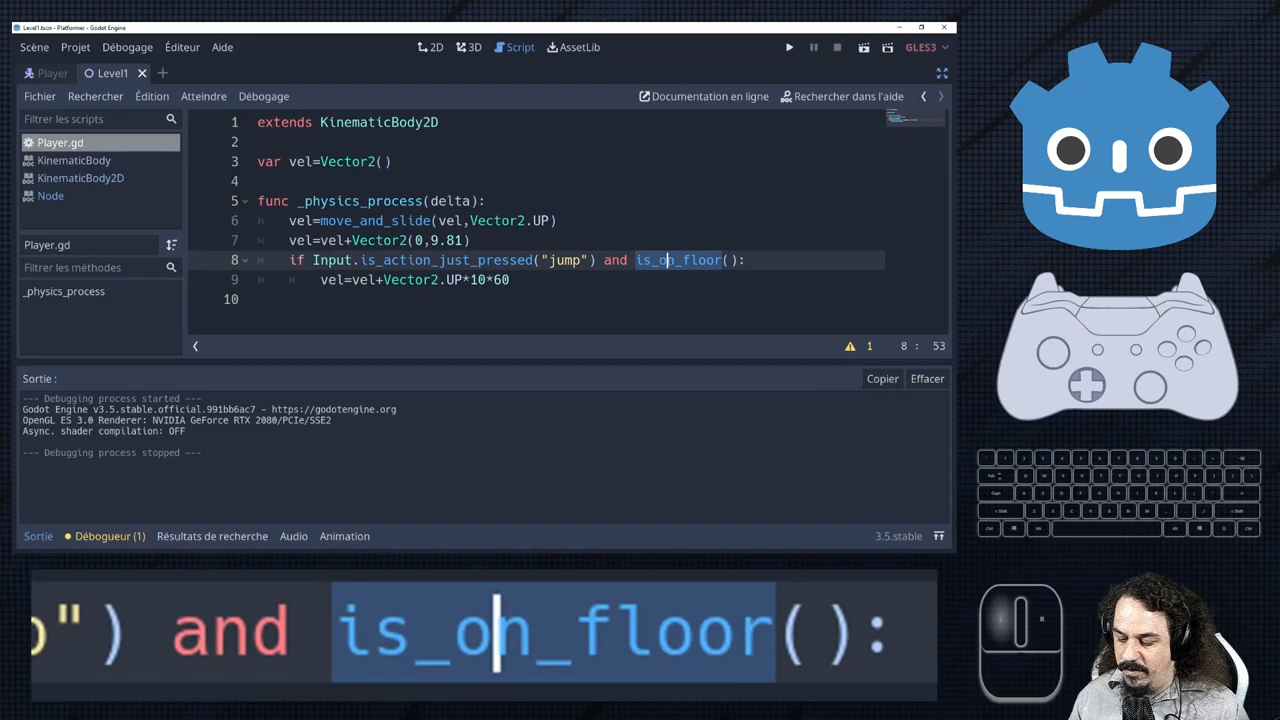 Level1.tscn - Platformer - Godot Engine
Scène Projet Débogage Éditeur Aide 2D 3D Script AssetLib GLES3
Player Level1
Fichier Rechercher Édition Atteindre Débogage Documentation en ligne Rechercher dans l'aide
Filtrer les scripts
Player.gd
KinematicBody
KinematicBody2D
Node
Player.gd
Filtrer les méthodes
_physics_process
1 extends KinematicBody2D
2
3 var vel=Vector2()
4
5 func _physics_process(delta):
6 vel=move_and_slide(vel,Vector2.UP)
7 vel=vel+Vector2(0,9.81)
8 if Input.is_action_just_pressed("jump") and is_on_floor():
9 vel=vel+Vector2.UP*10*60
10
1 8 : 53
Sortie : Copier Effacer
--- Debugging process started ---
Godot Engine v3.5.stable.official.991bb6ac7 - https://godotengine.org
OpenGL ES 3.0 Renderer: NVIDIA GeForce RTX 2080/PCIe/SSE2
Async. shader compilation: OFF
--- Debugging process stopped ---
Sortie Débogueur (1) Résultats de recherche Audio Animation 3.5.stable
p") and is_on_floor():
R